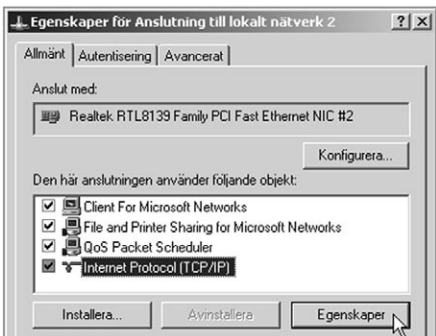 Egenskaper för Anslutning till lokalt nätverk 2
Allmänt Autentisering Avancerat
Anslut med:
Realtek RTL8139 Family PCI Fast Ethernet NIC #2
Konfigurera...
Den här anslutningen använder följande objekt:
Client For Microsoft Networks
File and Printer Sharing for Microsoft Networks
QoS Packet Scheduler
Internet Protocol (TCP/IP)
Installera... Avinstallera Egenskaper